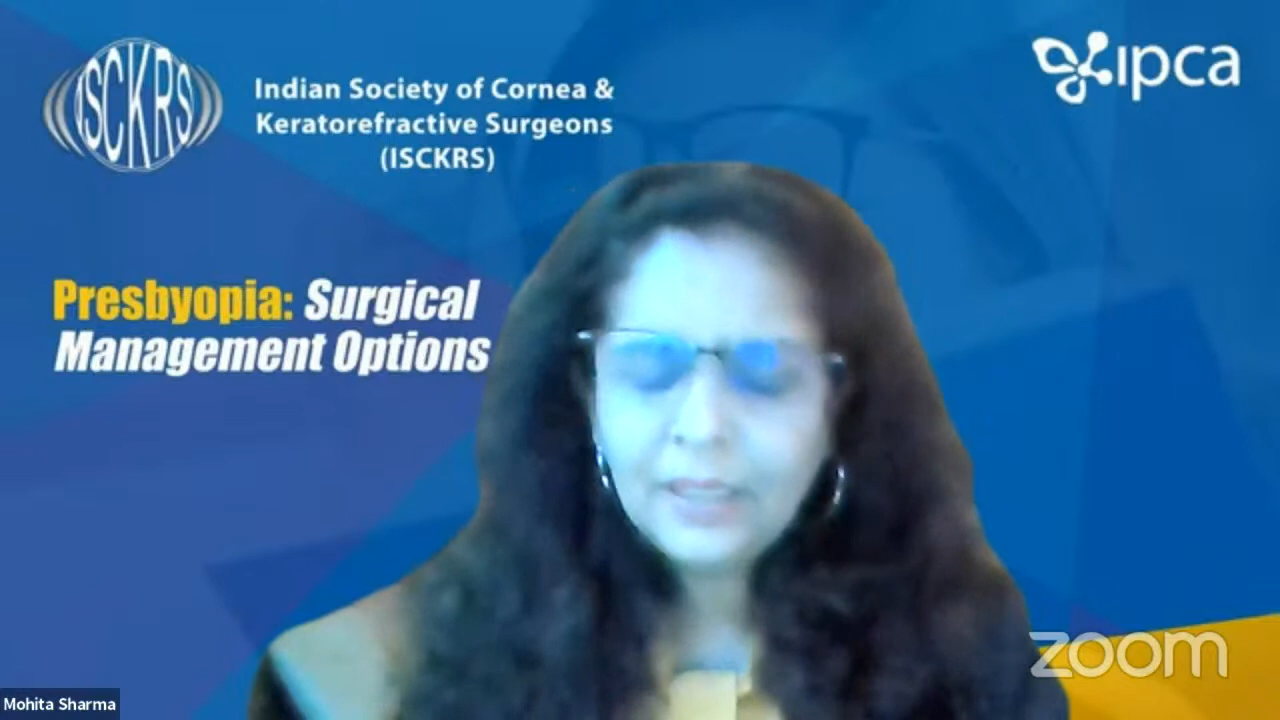 ISCKRS
Indian Society of Cornea &
Keratorefractive Surgeons
(ISCKRS)
ipca
Presbyopia: Surgical
Management Options
zoom
Mohita Sharma